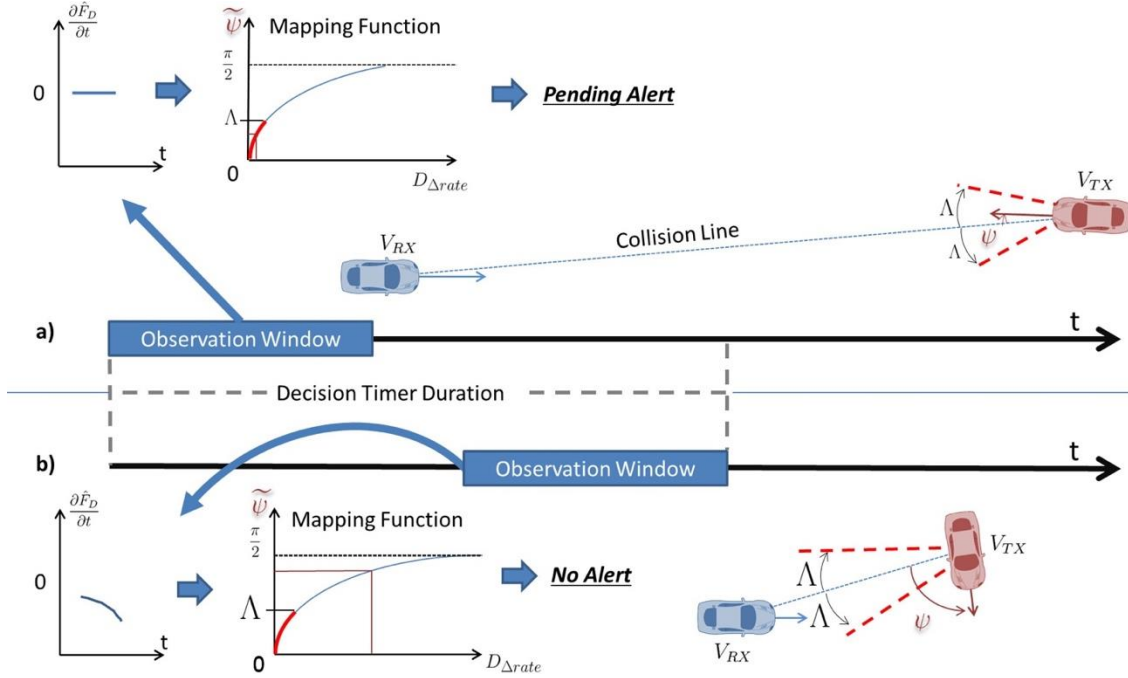 ∂F̂_D/∂t
0
t
ψ̃
Mapping Function
π/2
Λ
0
D_Δrate
Pending Alert
V_RX
Collision Line
Λ
Λ
ψ
V_TX
a)
Observation Window
t
Decision Timer Duration
b)
Observation Window
t
∂F̂_D/∂t
0
t
ψ̃
Mapping Function
π/2
Λ
0
D_Δrate
No Alert
V_RX
Λ
Λ
ψ
V_TX